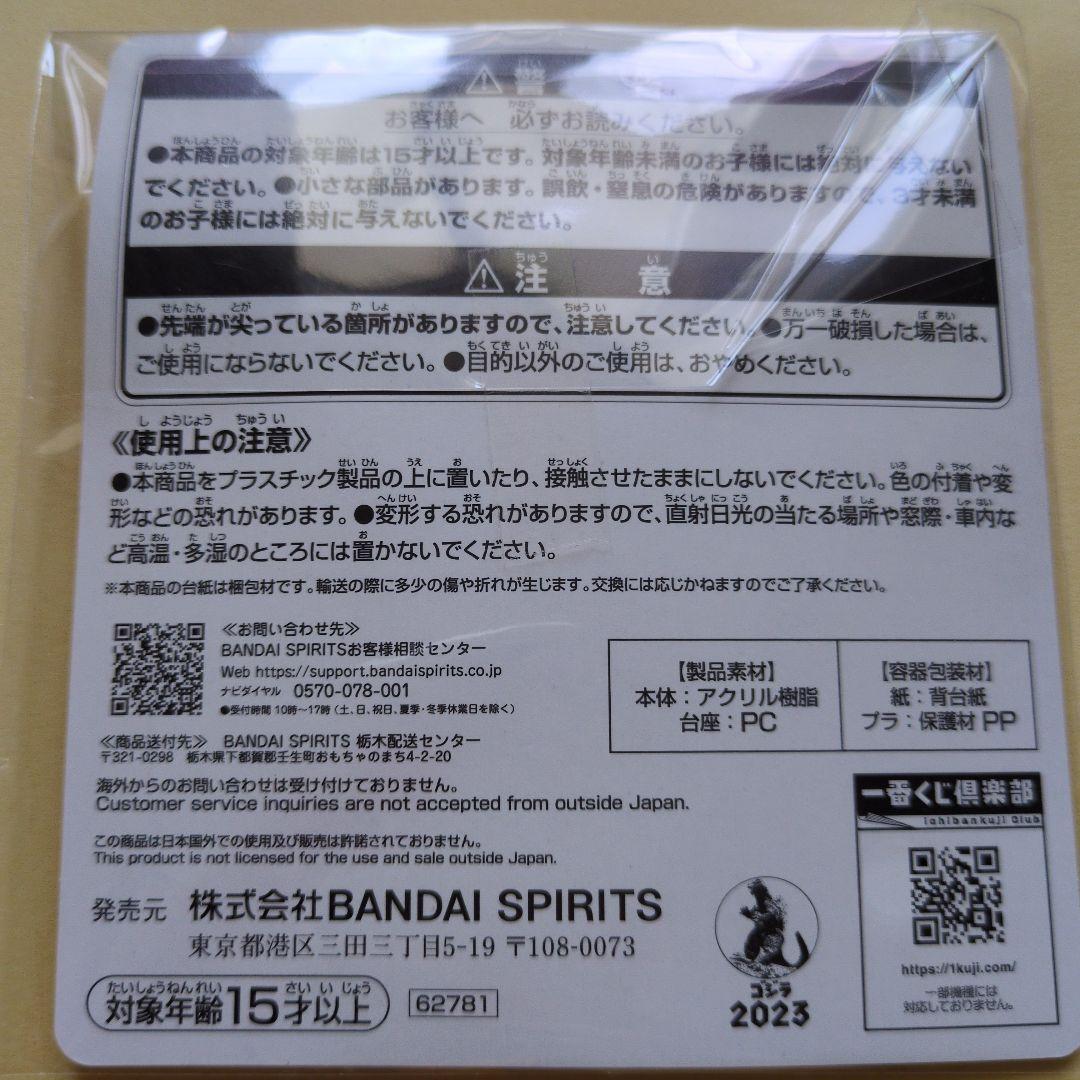 ⚠警
お客様へ 必ずお読みください。
●本商品の対象年齢は15才以上です。対象年齢未満のお子様には絶対に与えない
でください。●小さな部品があります。誤飲・窒息の危険がありますので、3才未満
のお子様には絶対に与えないでください。
⚠注 意
●先端が尖っている箇所がありますので、注意してください。●万一破損した場合は、
ご使用にならないでください。●目的以外のご使用は、おやめください。
《使用上の注意》
●本商品をプラスチック製品の上に置いたり、接触させたままにしないでください。色の付着や変
形などの恐れがあります。●変形する恐れがありますので、直射日光の当たる場所や窓際・車内な
ど高温・多湿のところには置かないでください。
※本商品の台紙は梱包材です。輸送の際に多少の傷や折れが生じます。交換には応じかねますのでご了承ください。
≪お問い合わせ先≫
BANDAI SPIRITSお客様相談センター
Web https://support.bandaispirits.co.jp
ナビダイヤル 0570-078-001
●受付時間 10時〜17時(土、日、祝日、夏季・冬季休業日を除く)
≪商品送付先≫ BANDAI SPIRITS 栃木配送センター
〒321-0298 栃木県下都賀郡壬生町おもちゃのまち4-2-20
【製品素材】
本体:アクリル樹脂
台座:PC
【容器包装材】
紙:背台紙
プラ:保護材 PP
海外からのお問い合わせは受け付けておりません。
Customer service inquiries are not accepted from outside Japan.
この商品は日本国外での使用及び販売は許諾されておりません。
This product is not licensed for the use and sale outside Japan.
発売元 株式会社BANDAI SPIRITS
東京都港区三田三丁目5-19 〒108-0073
対象年齢15才以上
62781
ゴジラ
2023
一番くじ倶楽部
ichibankuji Club
https://1kuji.com/
一部機種には
対応しておりません。